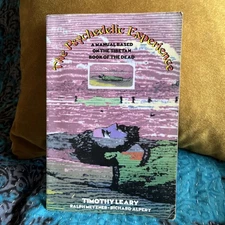 The Psychedelic Experience
A MANUAL BASED
ON THE TIBETAN
BOOK OF THE DEAD
TIMOTHY LEARY
RALPH METZNER • RICHARD ALPERT